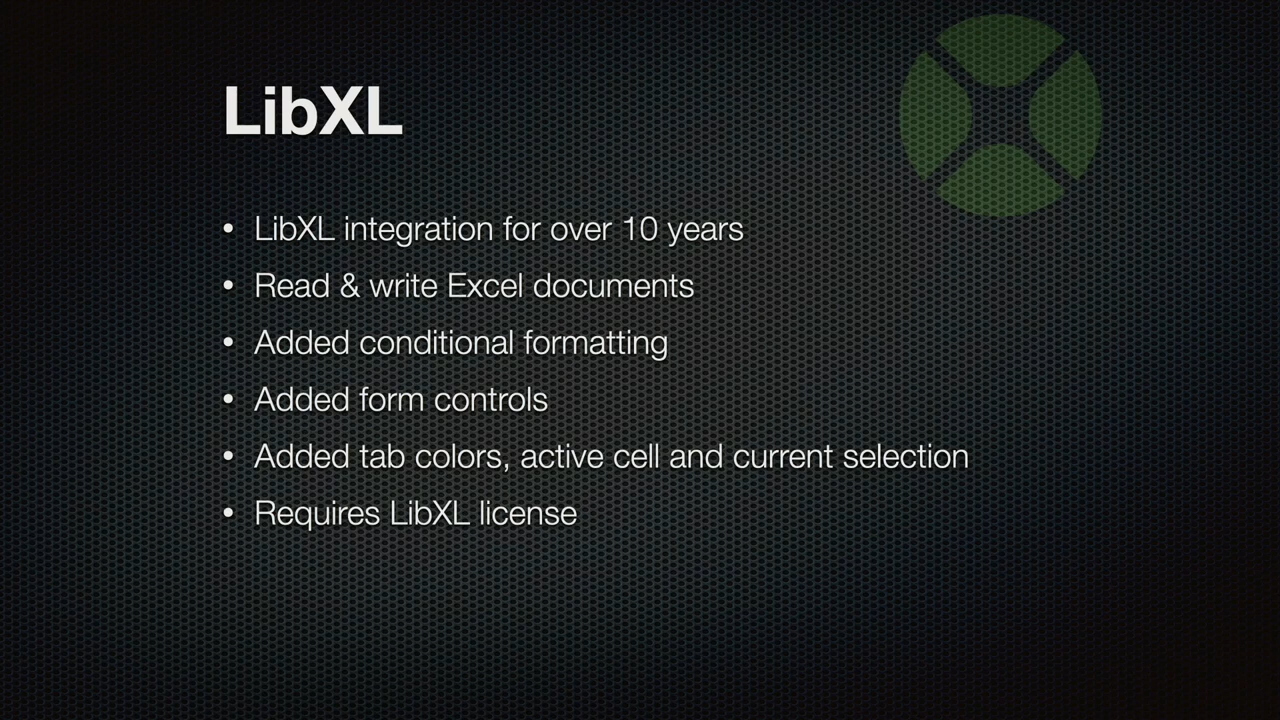 LibXL
• LibXL integration for over 10 years
• Read & write Excel documents
• Added conditional formatting
• Added form controls
• Added tab colors, active cell and current selection
• Requires LibXL license